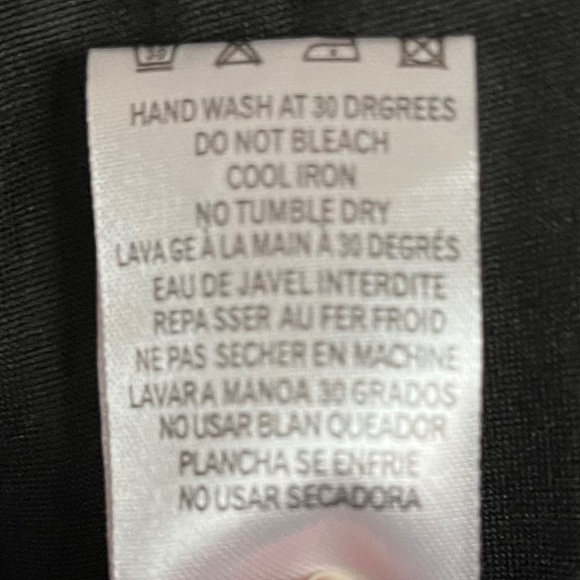 30
HAND WASH AT 30 DRGREES
DO NOT BLEACH
COOL IRON
NO TUMBLE DRY
LAVA GE À LA MAIN À 30 DEGRÉS
EAU DE JAVEL INTERDITE
REPA SSER AU FER FROID
NE PAS SECHER EN MACHINE
LAVAR A MANOA 30 GRADOS
NO USAR BLAN QUEADOR
PLANCHA SE ENFRIE
NO USAR SECADORA